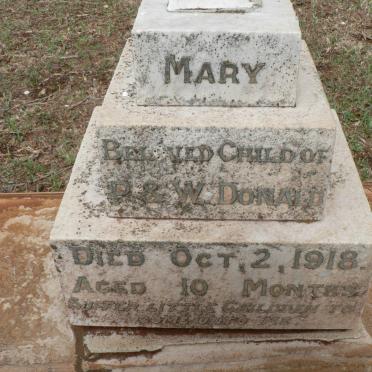 MARY
BELOVED CHILD OF
& W. DONALD
DIED OCT, 2, 1918.
AGED 10 MONTHS
SUFFER LITTLE CHILDREN TO